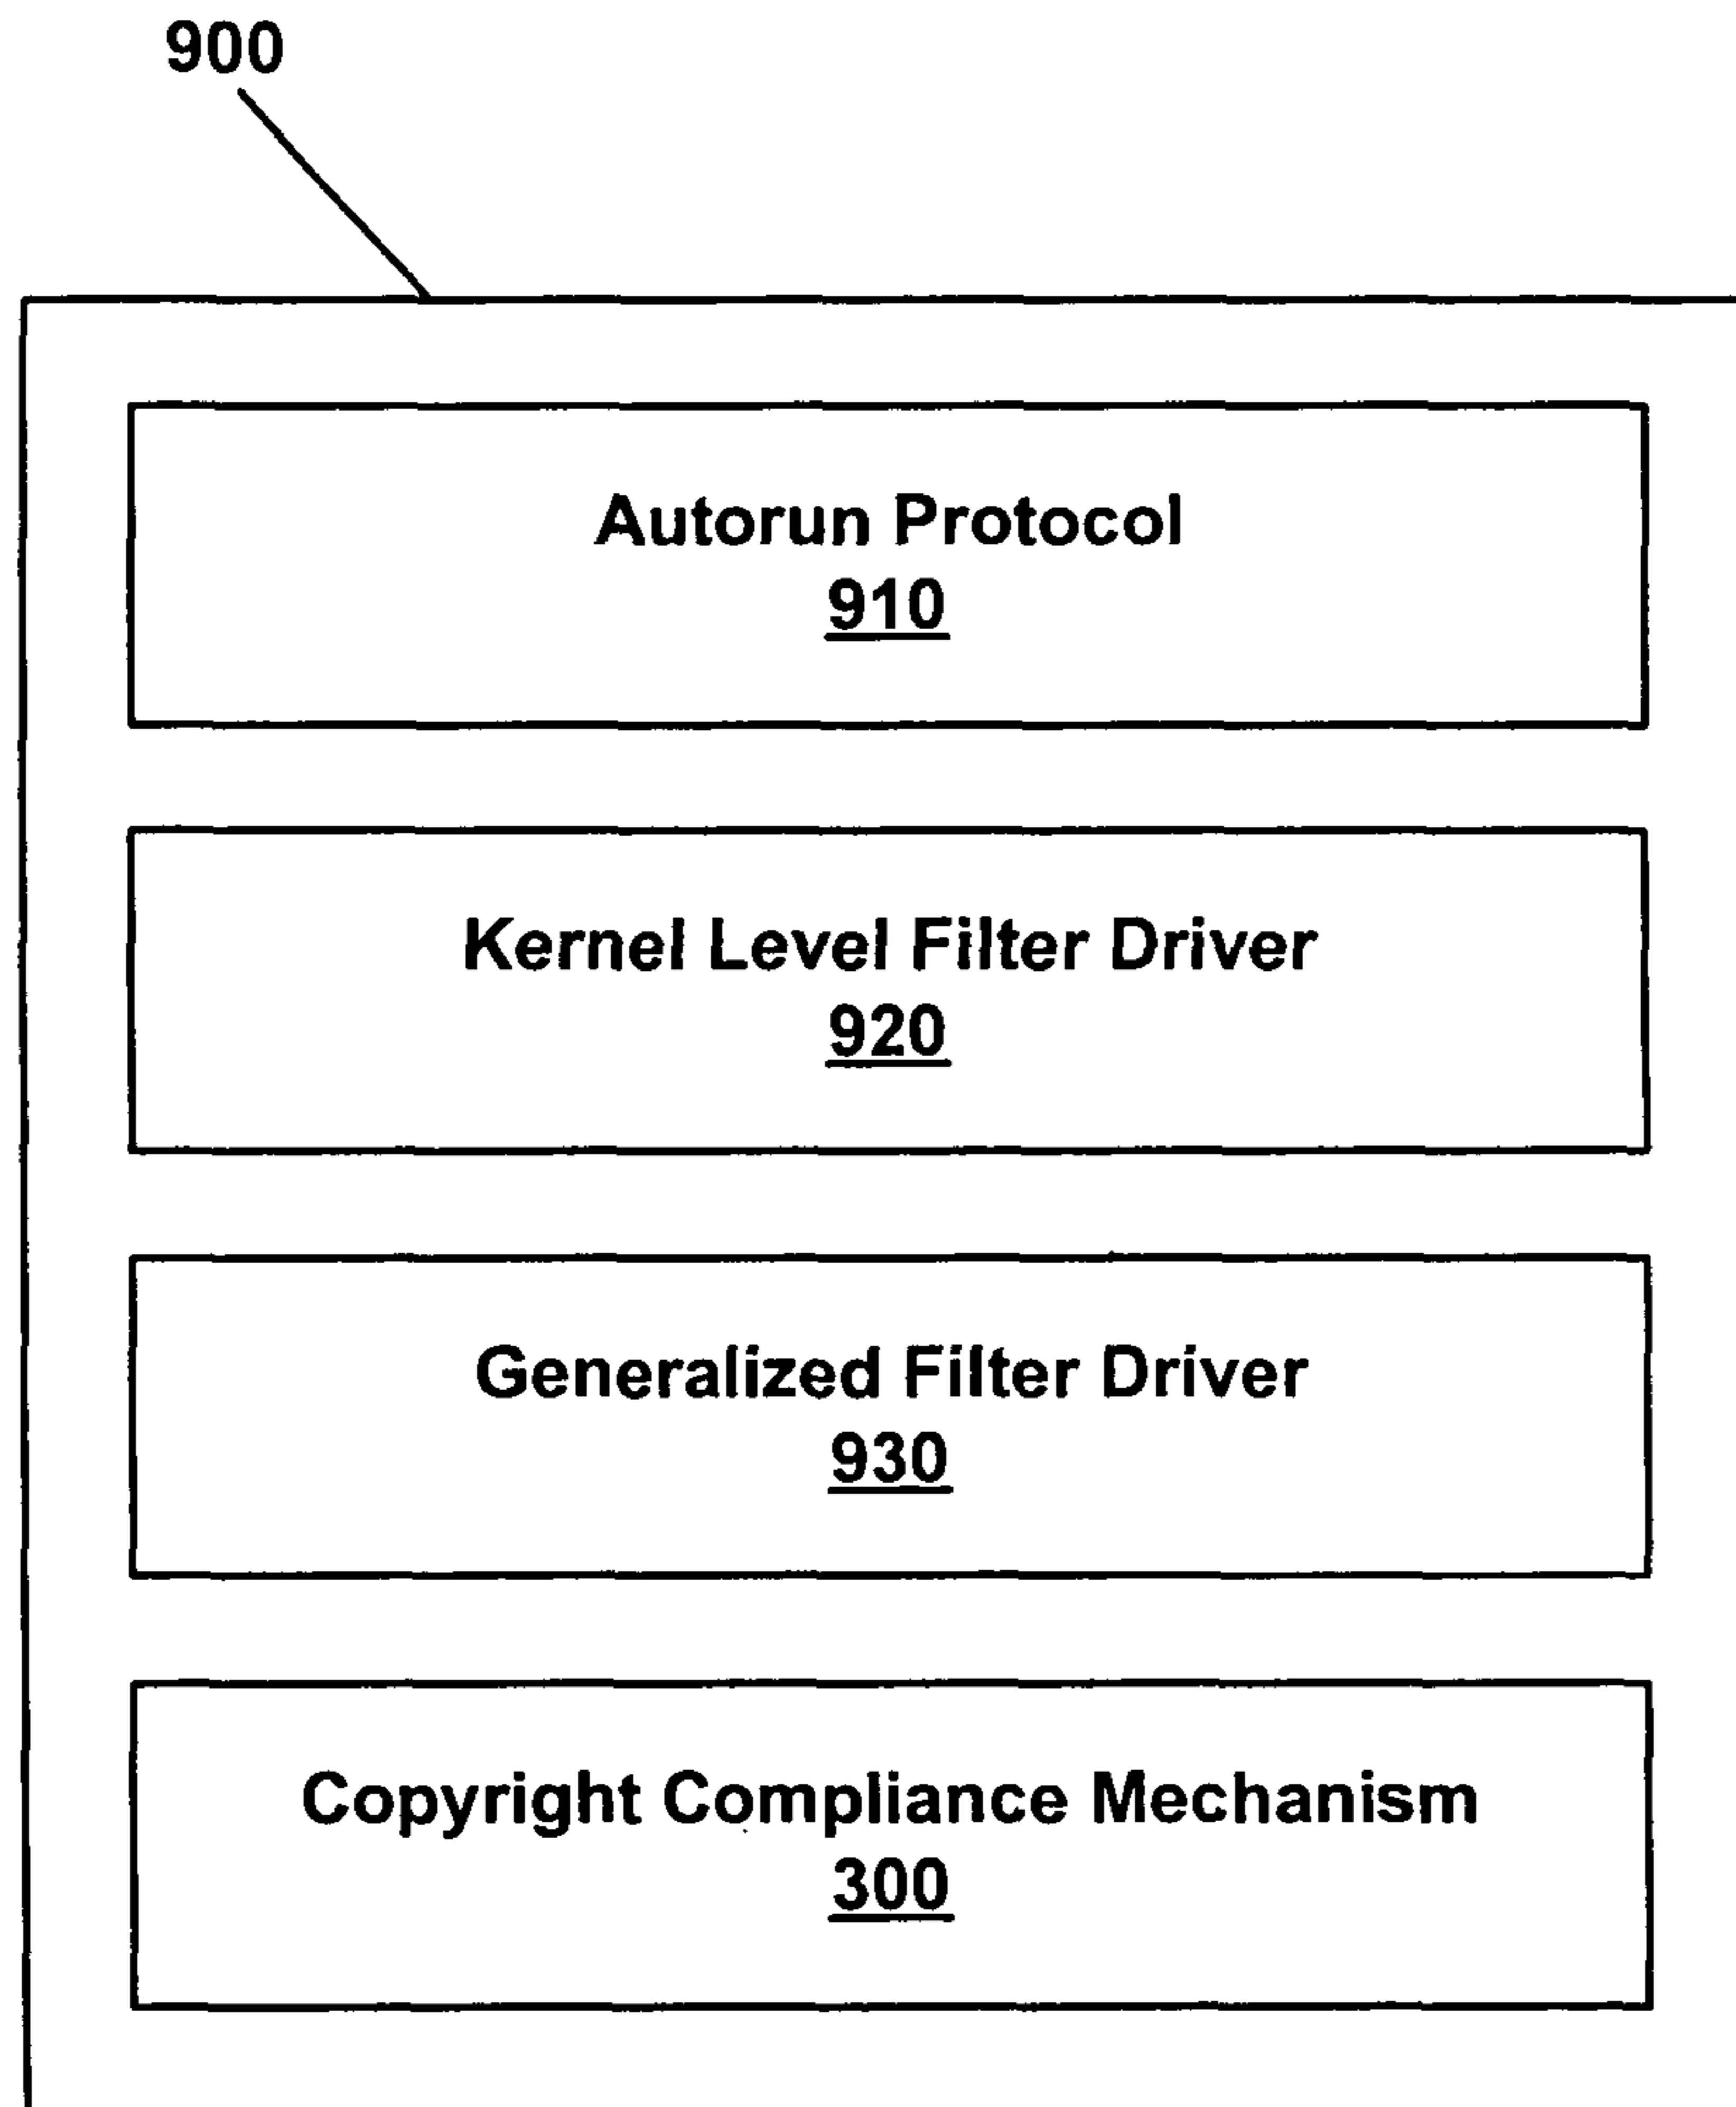 900
Autorun Protocol
910
Kernel Level Filter Driver
920
Generalized Filter Driver
930
Copyright Compliance Mechanism
300